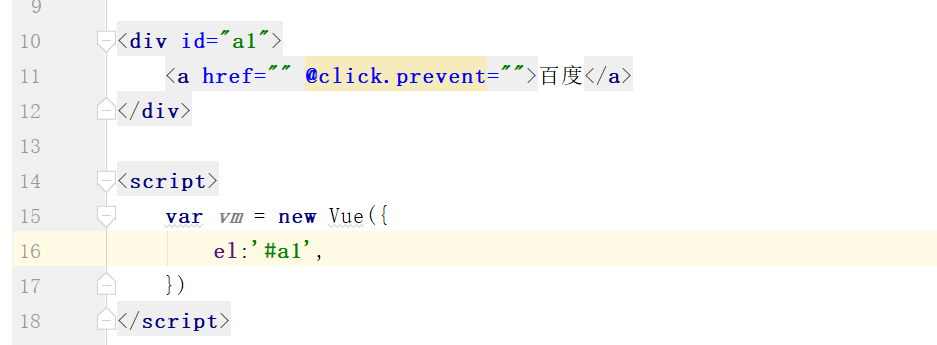 9
10 <div id="a1">
11     <a href="" @click.prevent="">百度</a>
12 </div>
13
14 <script>
15     var vm = new Vue({
16         el:'#a1',
17     })
18 </script>